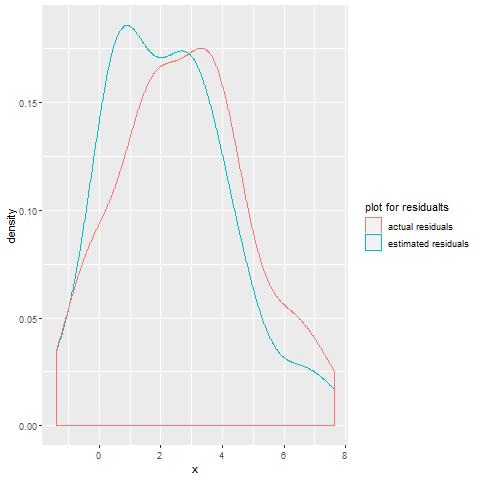 0.15
0.10
0.05
0.00
density
0 2 4 6 8
x
plot for residualts
actual residuals
estimated residuals